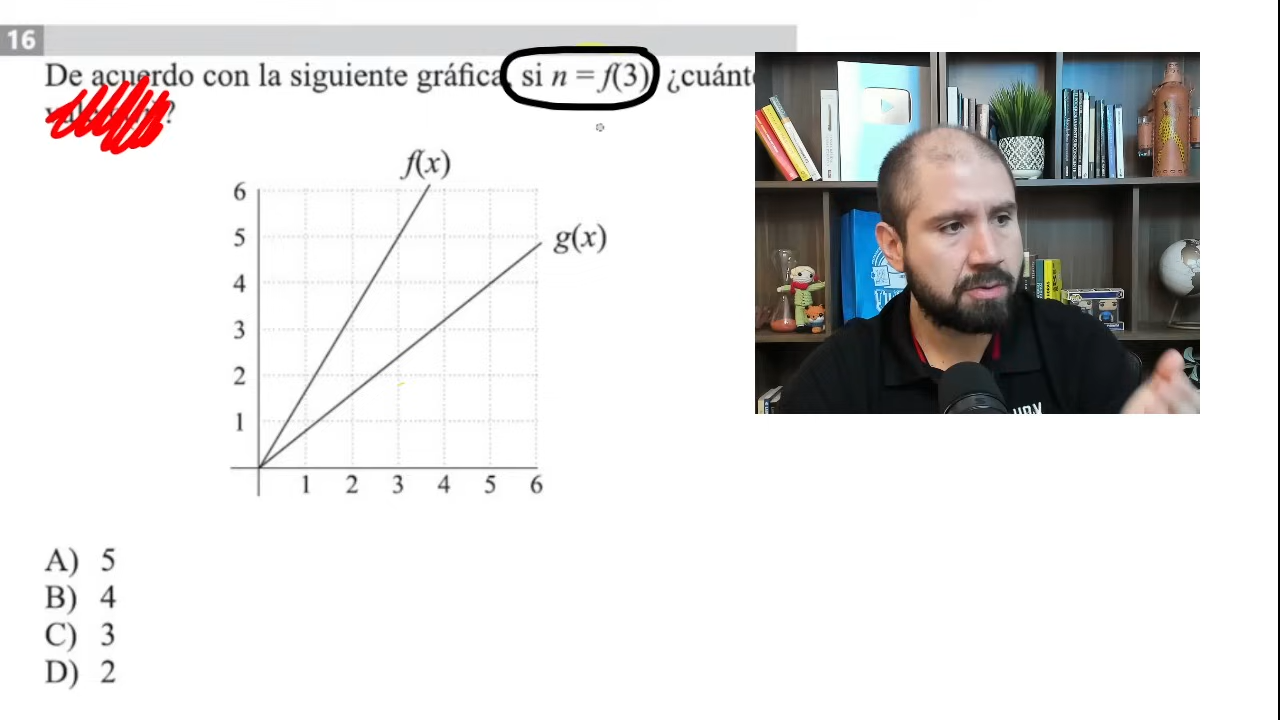 16
De acuerdo con la siguiente gráfica si n = f(3) ¿cuánt
?
f(x)
6
5
g(x)
4
3
2
1
1 2 3 4 5 6
A) 5
B) 4
C) 3
D) 2